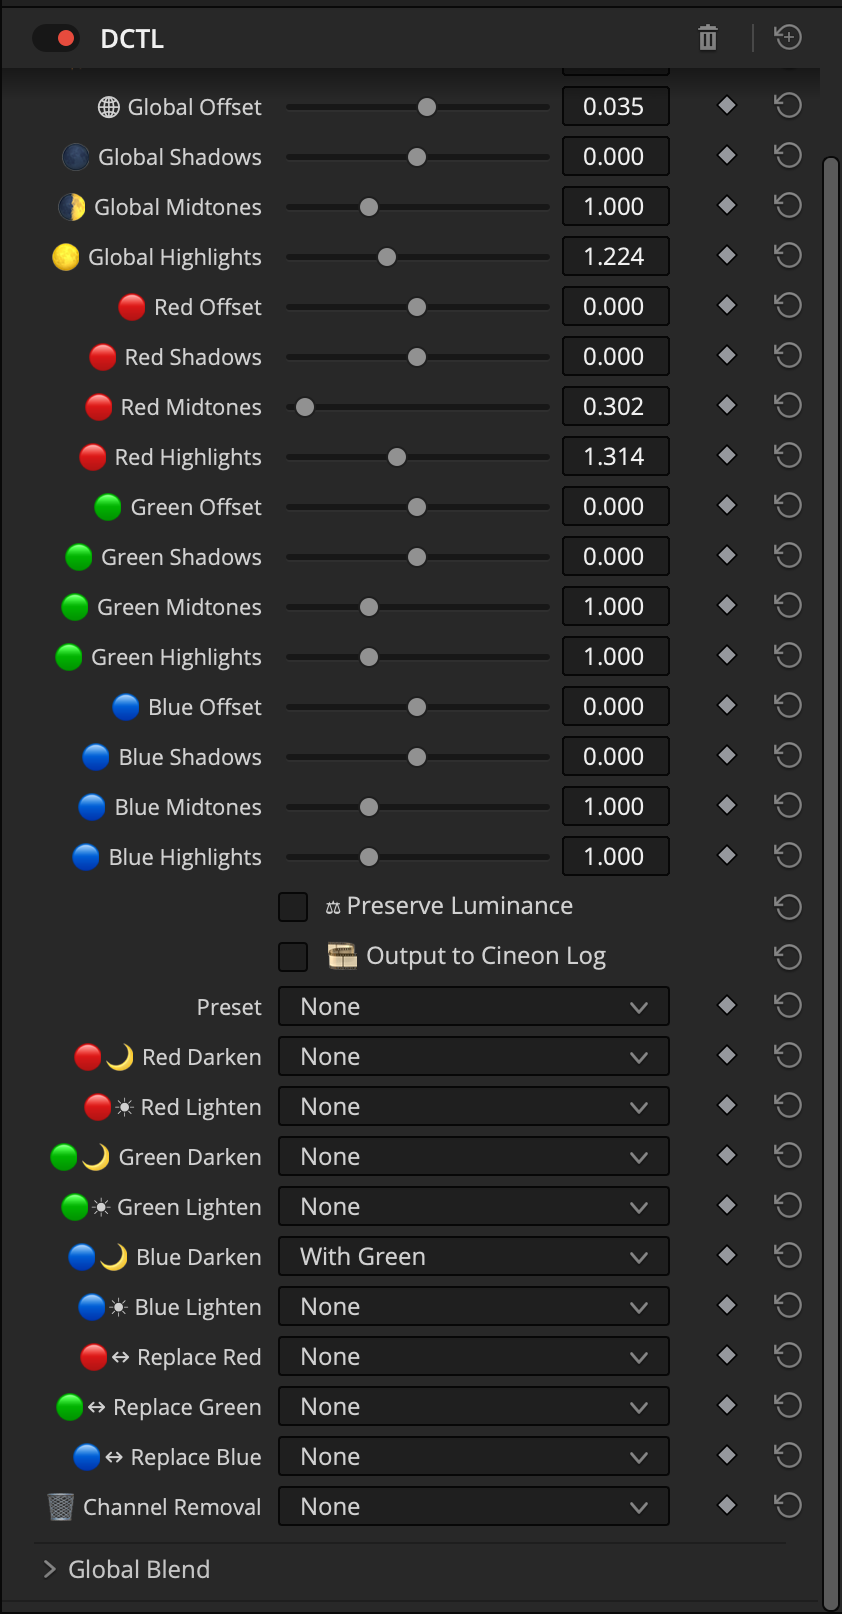 DCTL
Global Offset 0.035
Global Shadows 0.000
Global Midtones 1.000
Global Highlights 1.224
Red Offset 0.000
Red Shadows 0.000
Red Midtones 0.302
Red Highlights 1.314
Green Offset 0.000
Green Shadows 0.000
Green Midtones 1.000
Green Highlights 1.000
Blue Offset 0.000
Blue Shadows 0.000
Blue Midtones 1.000
Blue Highlights 1.000
Preserve Luminance
Output to Cineon Log
Preset None
Red Darken None
Red Lighten None
Green Darken None
Green Lighten None
Blue Darken With Green
Blue Lighten None
Replace Red None
Replace Green None
Replace Blue None
Channel Removal None
Global Blend